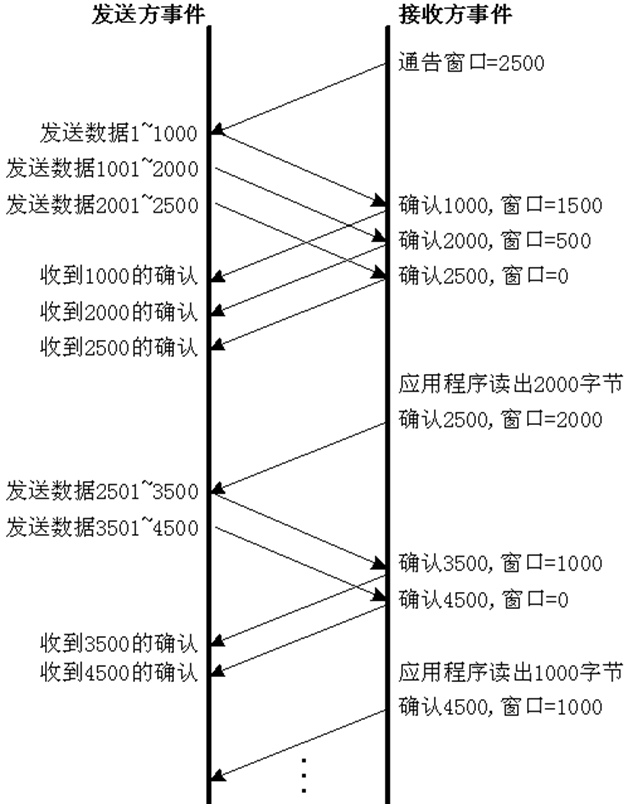 发送方事件 接收方事件
通告窗口=2500
发送数据1~1000
发送数据1001~2000
发送数据2001~2500
确认1000,窗口=1500
确认2000,窗口=500
确认2500,窗口=0
收到1000的确认
收到2000的确认
收到2500的确认
应用程序读出2000字节
确认2500,窗口=2000
发送数据2501~3500
发送数据3501~4500
确认3500,窗口=1000
确认4500,窗口=0
收到3500的确认
收到4500的确认
应用程序读出1000字节
确认4500,窗口=1000